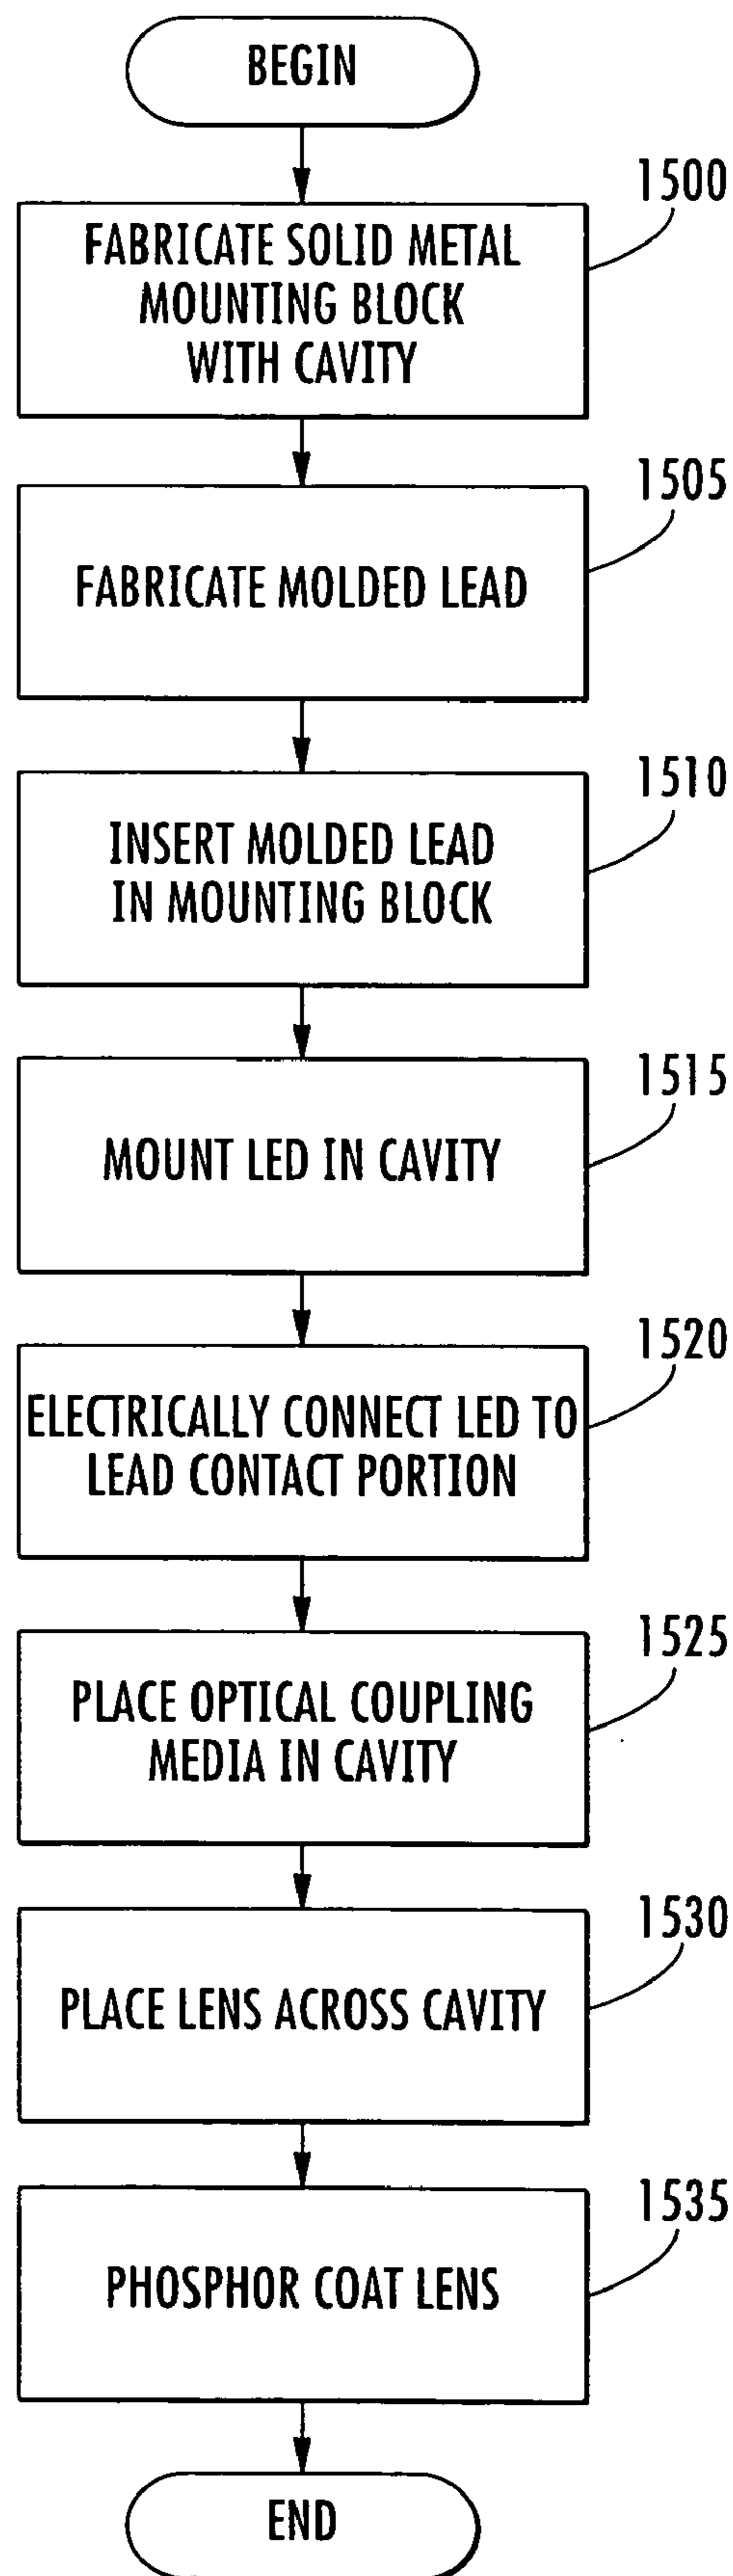 BEGIN
1500
FABRICATE SOLID METAL
MOUNTING BLOCK
WITH CAVITY
1505
FABRICATE MOLDED LEAD
1510
INSERT MOLDED LEAD
IN MOUNTING BLOCK
1515
MOUNT LED IN CAVITY
1520
ELECTRICALLY CONNECT LED TO
LEAD CONTACT PORTION
1525
PLACE OPTICAL COUPLING
MEDIA IN CAVITY
1530
PLACE LENS ACROSS CAVITY
1535
PHOSPHOR COAT LENS
END